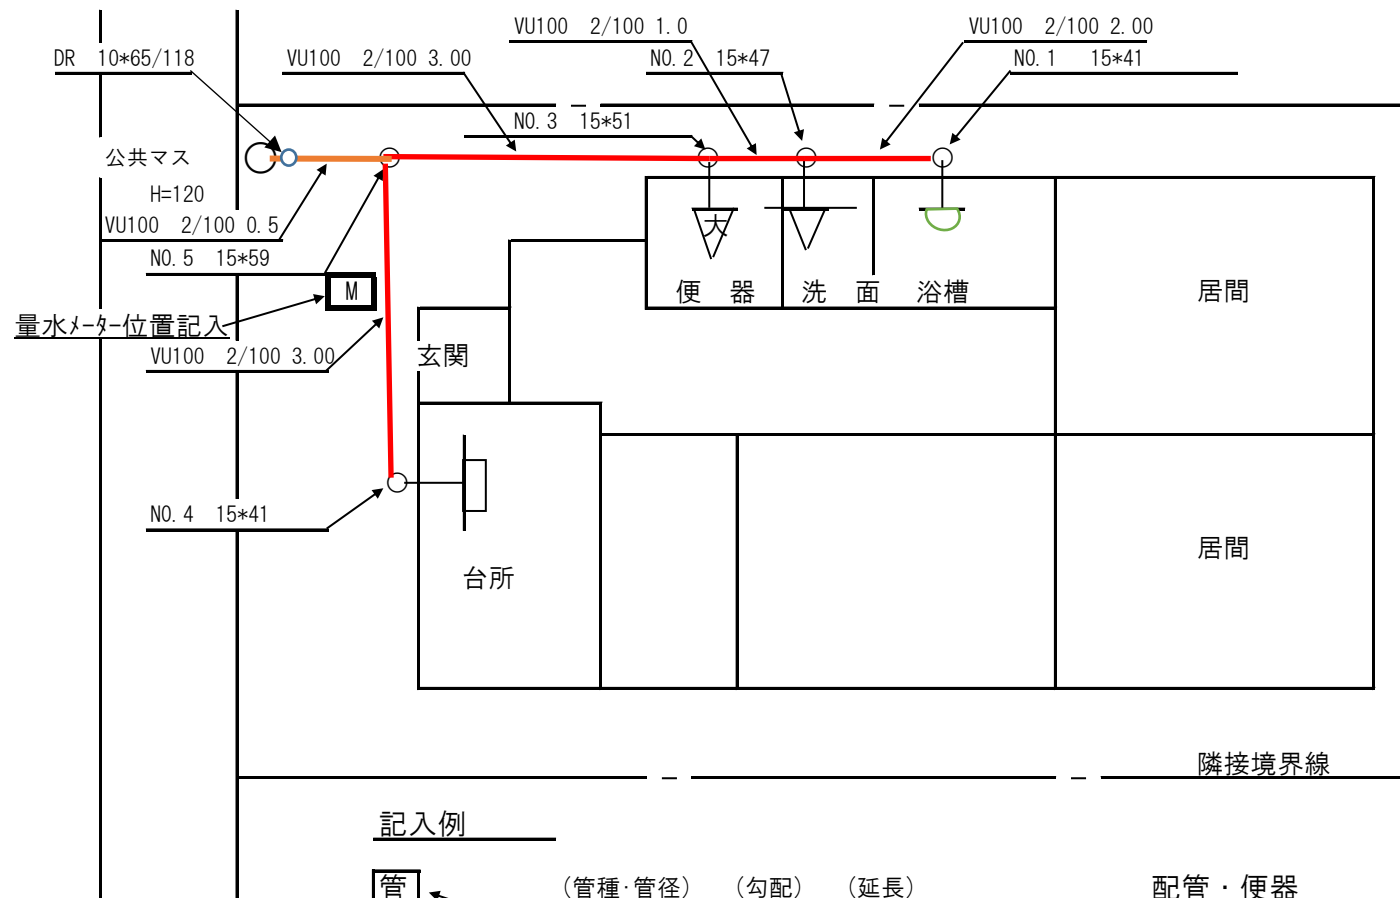 VU100 2/100 1.0
VU100 2/100 2.00
DR 10*65/118
VU100 2/100 3.00
NO.2 15*47
NO.1 15*41
NO.3 15*51
公共マス
H=120
VU100 2/100 0.5
大
NO.5 15*59
M
便 器
洗 面
浴槽
居間
量水ﾒｰﾀｰ位置記入
VU100 2/100 3.00
玄関
NO.4 15*41
居間
台所
隣接境界線
記入例
管
（管種・管径）
（勾配）
（延長）
配管・便器